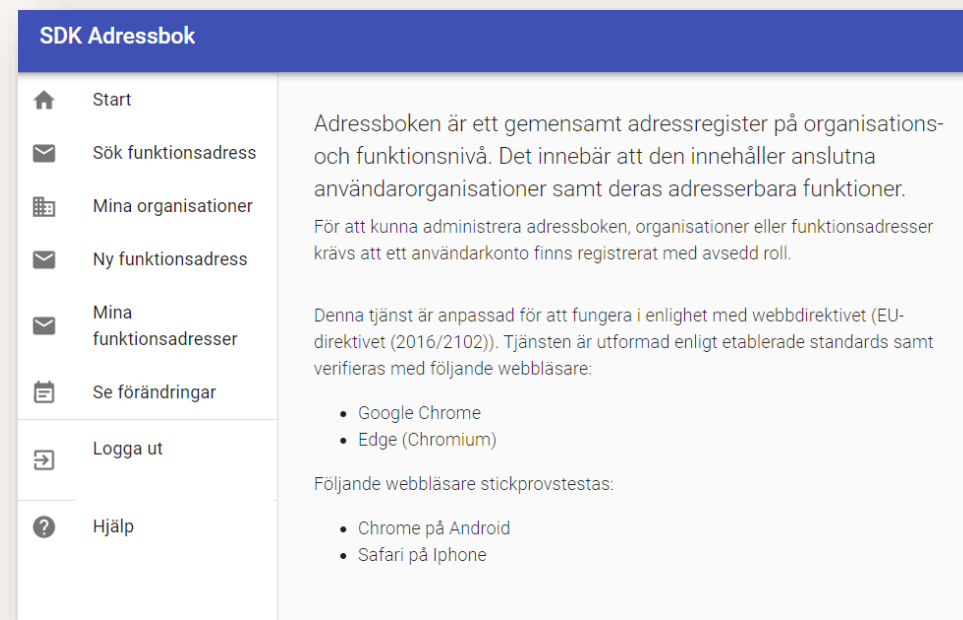 SDK Adressbok
Start
Sök funktionsadress
Mina organisationer
Ny funktionsadress
Mina
funktionsadresser
Se förändringar
Logga ut
Hjälp
Adressboken är ett gemensamt adressregister på organisations-
och funktionsnivå. Det innebär att den innehåller anslutna
användarorganisationer samt deras adresserbara funktioner.
För att kunna administrera adressboken, organisationer eller funktionsadresser
krävs att ett användarkonto finns registrerat med avsedd roll.
Denna tjänst är anpassad för att fungera i enlighet med webbdirektivet (EU-
direktivet (2016/2102)). Tjänsten är utformad enligt etablerade standards samt
verifieras med följande webbläsare:
• Google Chrome
• Edge (Chromium)
Följande webbläsare stickprovstestas:
• Chrome på Android
• Safari på Iphone